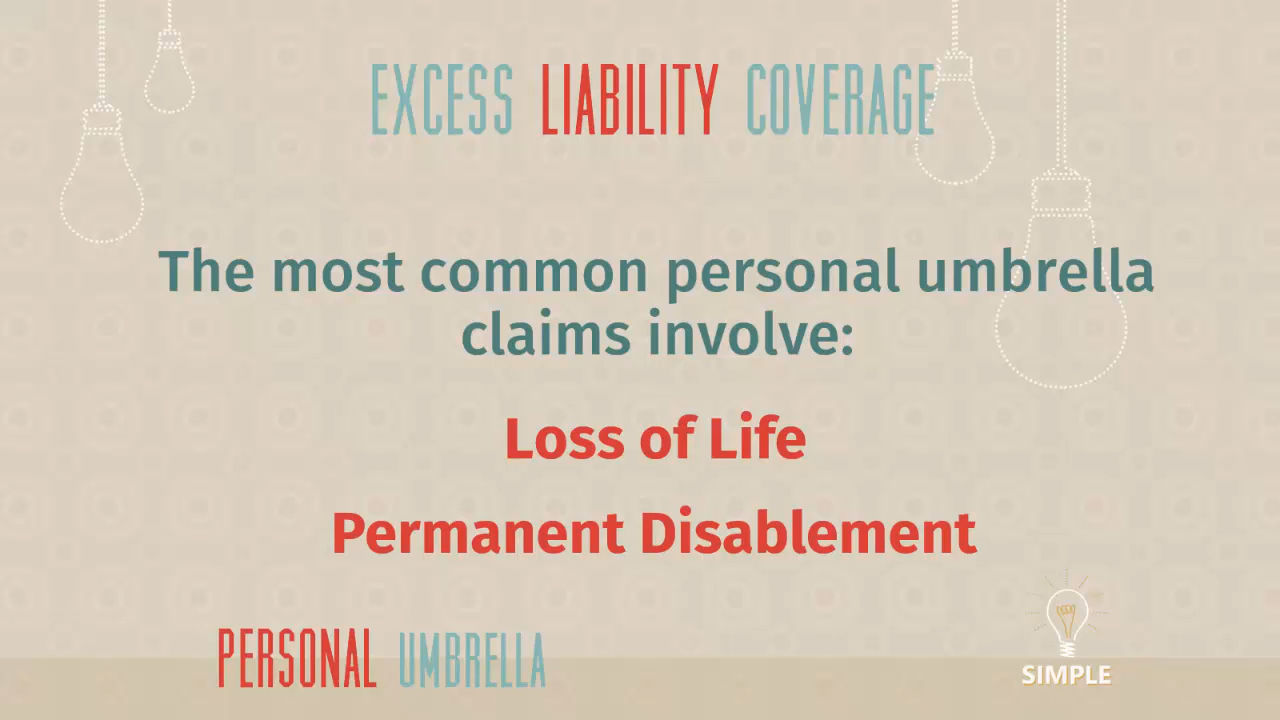 EXCESS LIABILITY COVERAGE
The most common personal umbrella
claims involve:
Loss of Life
Permanent Disablement
PERSONAL UMBRELLA
SIMPLE